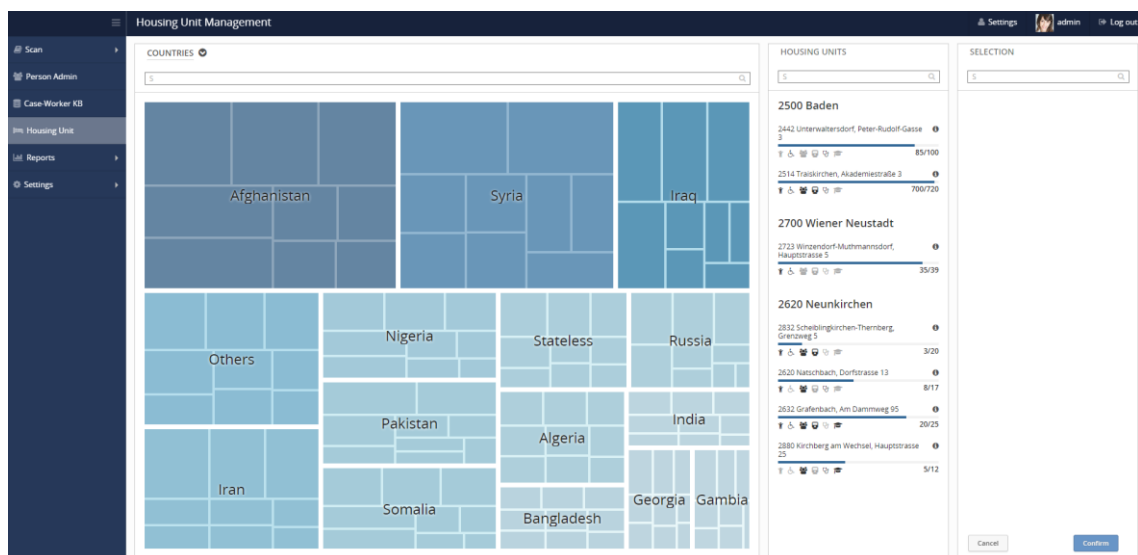 Housing Unit Management
Settings
admin
Log out
Scan
Person Admin
Case-Worker KB
Housing Unit
Reports
Settings
COUNTRIES
S
Afghanistan
Syria
Iraq
Others
Nigeria
Stateless
Russia
Pakistan
Algeria
India
Iran
Somalia
Bangladesh
Georgia
Gambia
HOUSING UNITS
S
2500 Baden
2442 Unterwaltersdorf, Peter-Rudolf-Gasse
3
85/100
2514 Traiskirchen, Akademiestraße 3
700/720
2700 Wiener Neustadt
2723 Winzendorf-Muthmannsdorf,
Hauptstrasse 5
35/39
2620 Neunkirchen
2832 Scheiblingkirchen-Thernberg,
Grenzweg 5
3/20
2620 Natschbach, Dorfstrasse 13
8/17
2632 Grafenbach, Am Dammweg 95
20/25
2880 Kirchberg am Wechsel, Hauptstrasse
25
5/12
SELECTION
S
Cancel
Confirm